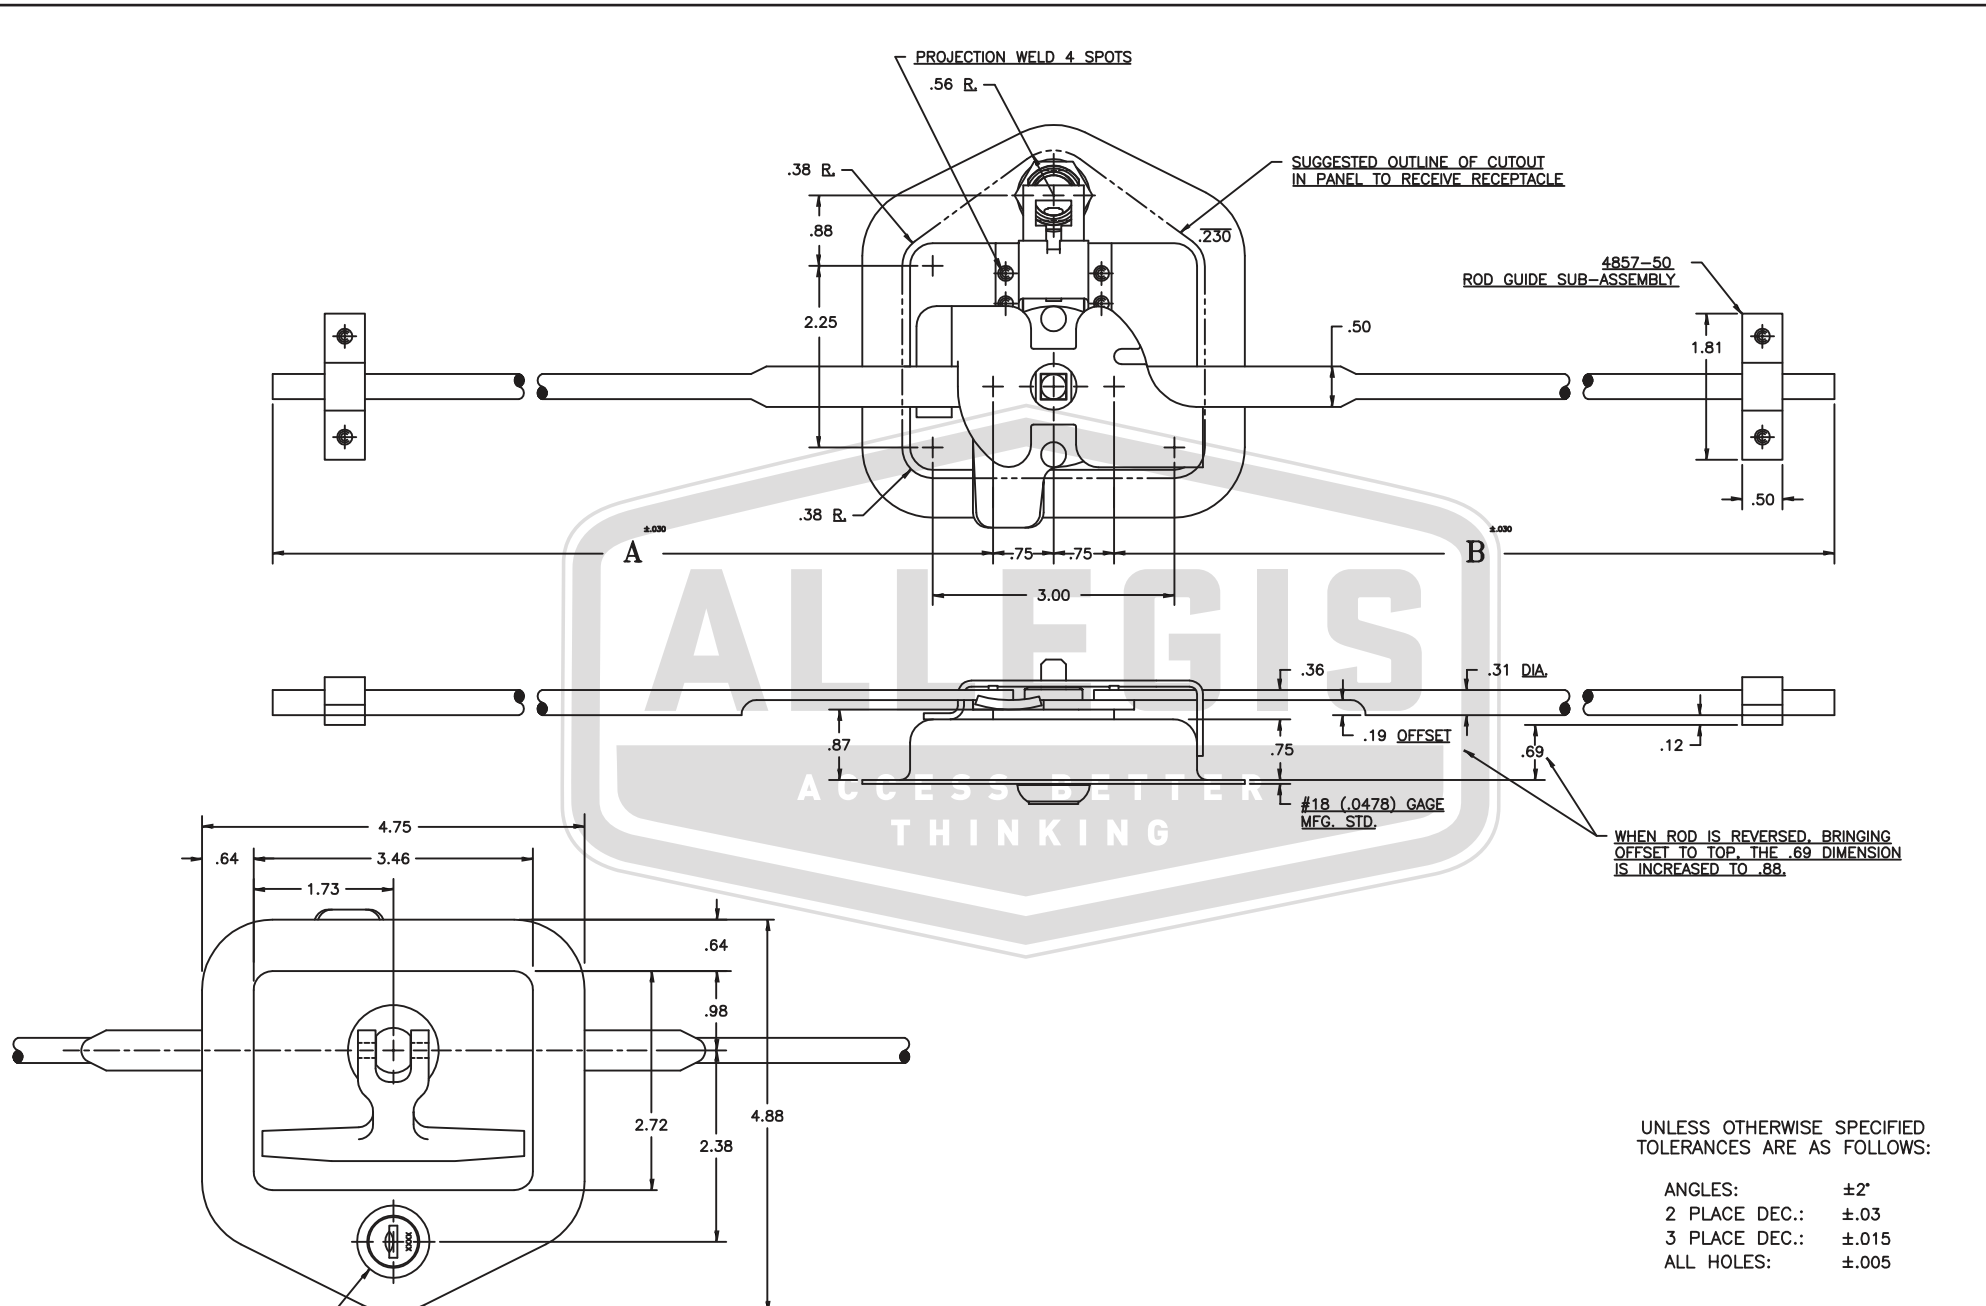 PROJECTION WELD 4 SPOTS
.56 R.
.38 R.
SUGGESTED OUTLINE OF CUTOUT
IN PANEL TO RECEIVE RECEPTACLE
.88
.230
4857-50
ROD GUIDE SUB-ASSEMBLY
2.25
.50
1.81
.50
.38 R.
±.030
A
.75
.75
±.030
B
3.00
ALLEGIS
.36
.31 DIA.
.87
.19 OFFSET
.75
.69
.12
ACCESS BETTER
THINKING
#18 (.0478) GAGE
MFG. STD.
WHEN ROD IS REVERSED, BRINGING
OFFSET TO TOP, THE .69 DIMENSION
IS INCREASED TO .88.
4.75
.64
3.46
1.73
.64
.98
2.72
2.38
4.88
XXXX
UNLESS OTHERWISE SPECIFIED
TOLERANCES ARE AS FOLLOWS:
ANGLES: ±2°
2 PLACE DEC.: ±.03
3 PLACE DEC.: ±.015
ALL HOLES: ±.005